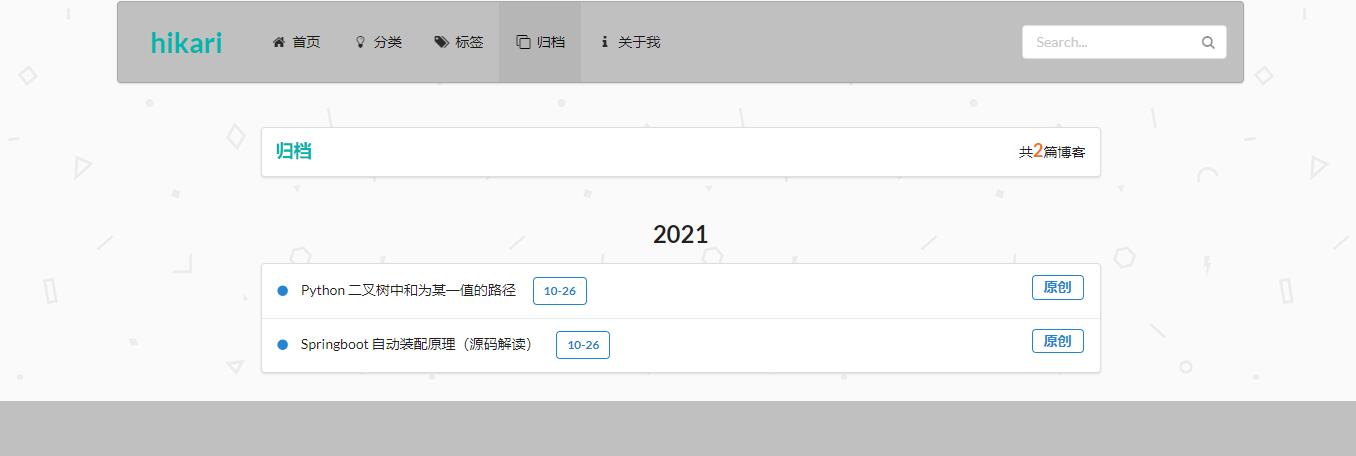 hikari 首页 分类 标签 归档 关于我 Search...
归档 共2篇博客
2021
Python 二叉树中和为某一值的路径 10-26 原创
Springboot 自动装配原理（源码解读） 10-26 原创